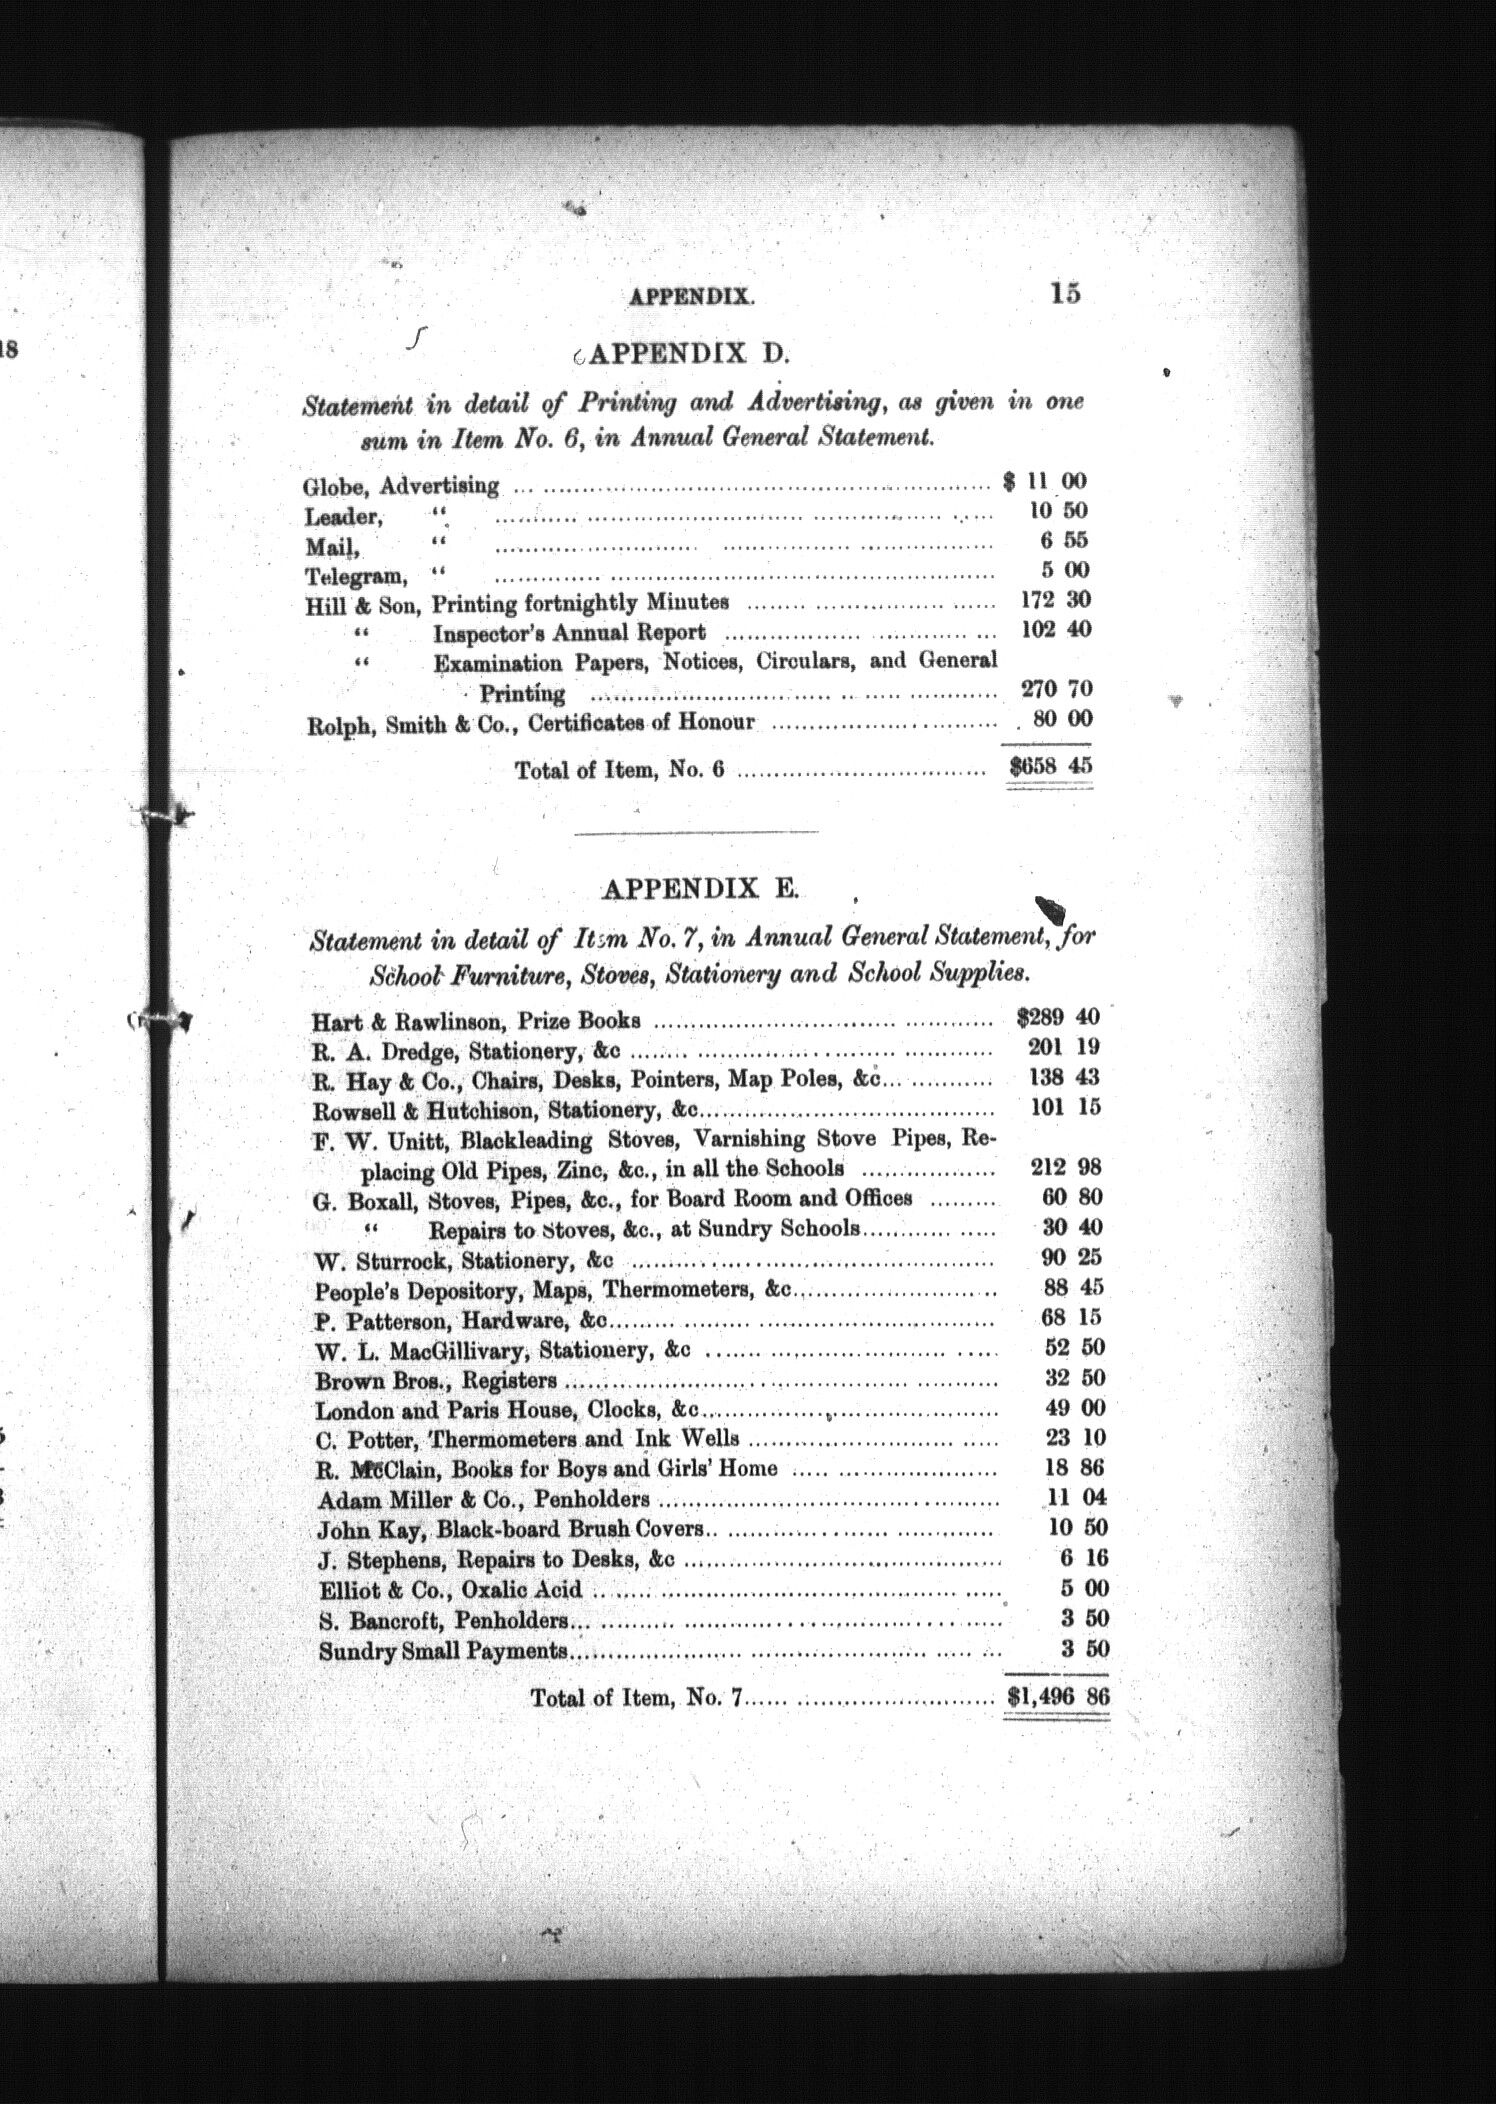 18
APPENDIX. 15
APPENDIX D.
Statement in detail of Printing and Advertising, as given in one
sum in Item No. 6, in Annual General Statement.
Globe, Advertising ... $ 11 00
Leader, " ... 10 50
Mail, " ... 6 55
Telegram, " ... 5 00
Hill & Son, Printing fortnightly Minutes ... 172 30
" Inspector's Annual Report ... 102 40
" Examination Papers, Notices, Circulars, and General
Printing ... 270 70
Rolph, Smith & Co., Certificates of Honour ... 80 00
Total of Item, No. 6 ... $658 45
APPENDIX E.
Statement in detail of Item No. 7, in Annual General Statement, for
School Furniture, Stoves, Stationery and School Supplies.
Hart & Rawlinson, Prize Books ... $289 40
R. A. Dredge, Stationery, &c ... 201 19
R. Hay & Co., Chairs, Desks, Pointers, Map Poles, &c... 138 43
Rowsell & Hutchison, Stationery, &c... 101 15
F. W. Unitt, Blackleading Stoves, Varnishing Stove Pipes, Re-
placing Old Pipes, Zinc, &c., in all the Schools ... 212 98
G. Boxall, Stoves, Pipes, &c., for Board Room and Offices ... 60 80
" Repairs to Stoves, &c., at Sundry Schools... 30 40
W. Sturrock, Stationery, &c ... 90 25
People's Depository, Maps, Thermometers, &c... 88 45
P. Patterson, Hardware, &c... 68 15
W. L. MacGillivary, Stationery, &c ... 52 50
Brown Bros., Registers ... 32 50
London and Paris House, Clocks, &c... 49 00
C. Potter, Thermometers and Ink Wells ... 23 10
R. McClain, Books for Boys and Girls' Home ... 18 86
Adam Miller & Co., Penholders ... 11 04
John Kay, Black-board Brush Covers... 10 50
J. Stephens, Repairs to Desks, &c ... 6 16
Elliot & Co., Oxalic Acid ... 5 00
S. Bancroft, Penholders... 3 50
Sundry Small Payments... 3 50
Total of Item, No. 7... $1,496 86